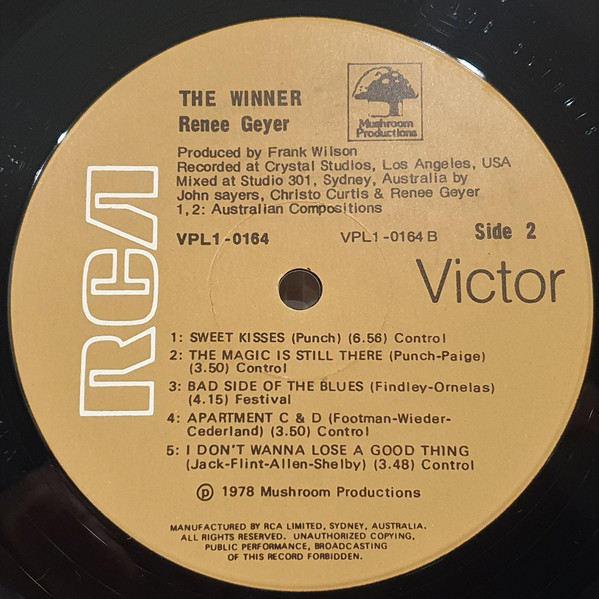 THE WINNER
Renee Geyer
Mushroom
Productions
Produced by Frank Wilson
Recorded at Crystal Studios, Los Angeles, USA
Mixed at Studio 301, Sydney, Australia by
John sayers, Christo Curtis & Renee Geyer
1, 2: Australian Compositions
VPL1-0164 VPL1-0164 B Side 2
RCA Victor
1: SWEET KISSES (Punch) (6.56) Control
2: THE MAGIC IS STILL THERE (Punch-Paige)
(3.50) Control
3: BAD SIDE OF THE BLUES (Findley-Ornelas)
(4.15) Festival
4: APARTMENT C & D (Footman-Wieder-
Cederland) (3.50) Control
5: I DON'T WANNA LOSE A GOOD THING
(Jack-Flint-Allen-Shelby) (3.48) Control
℗ 1978 Mushroom Productions
MANUFACTURED BY RCA LIMITED, SYDNEY, AUSTRALIA.
ALL RIGHTS RESERVED. UNAUTHORIZED COPYING,
PUBLIC PERFORMANCE, BROADCASTING
OF THIS RECORD FORBIDDEN.